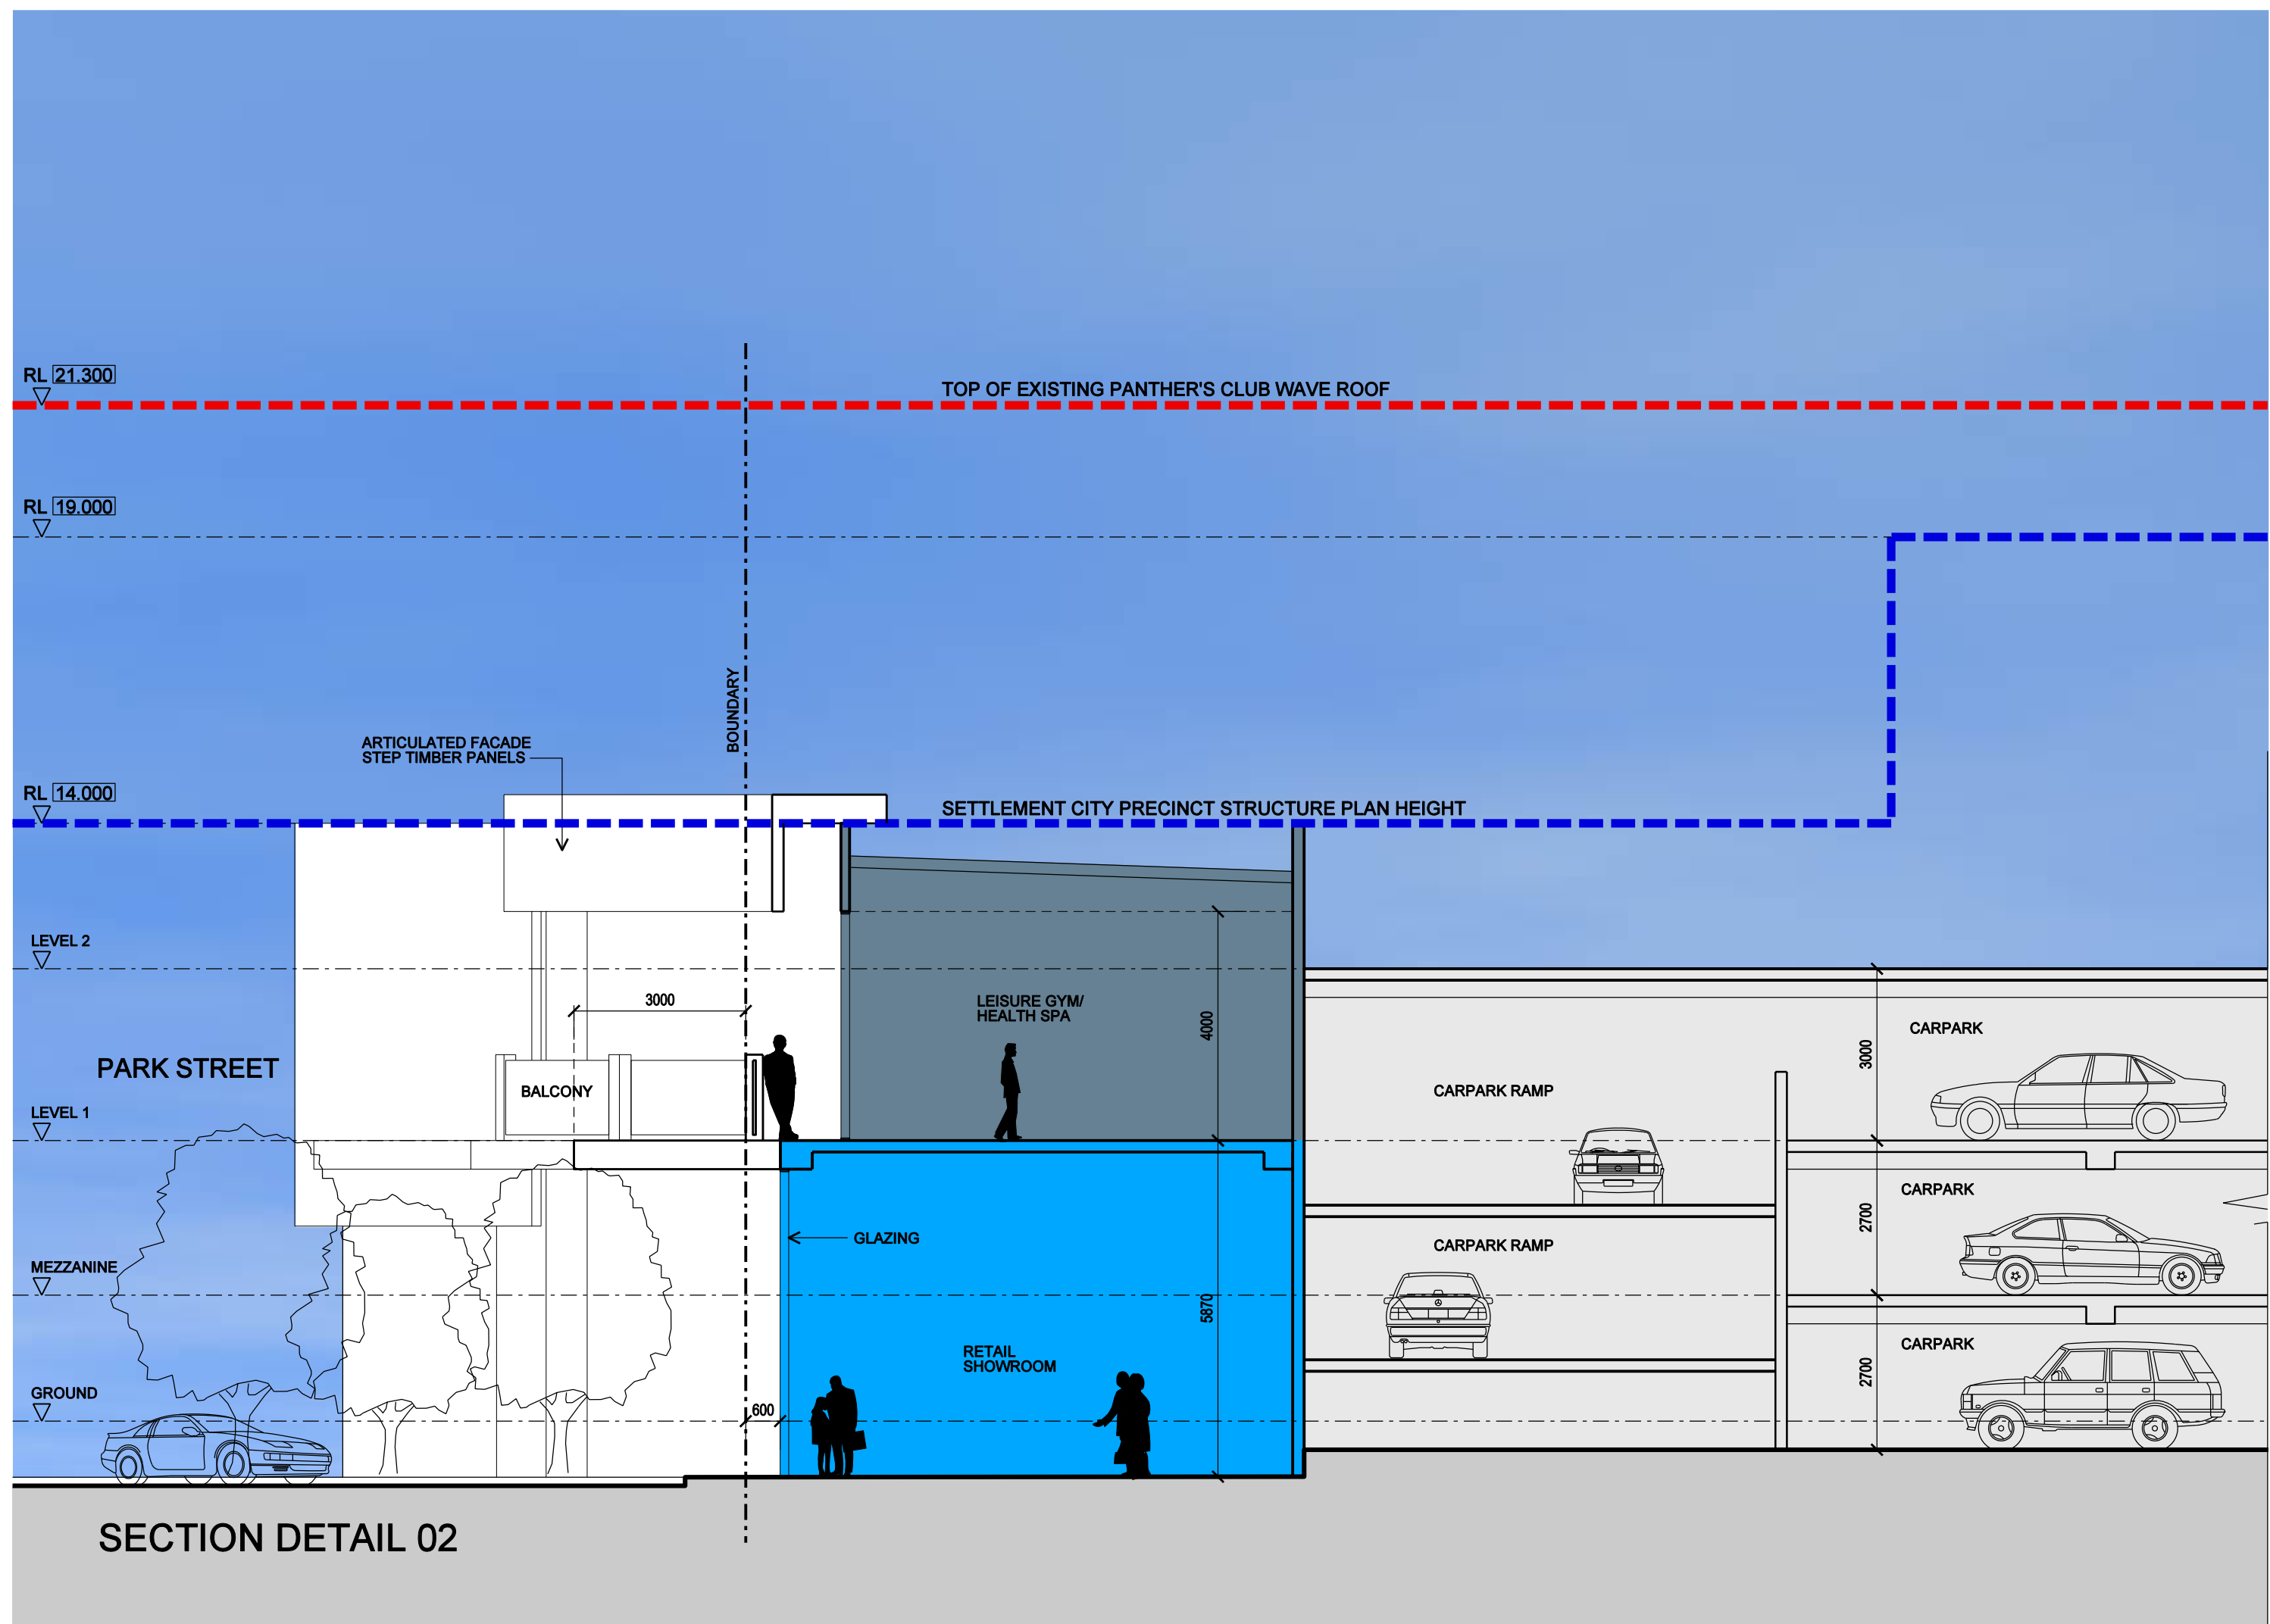 RL 21.300
TOP OF EXISTING PANTHER'S CLUB WAVE ROOF
RL 19.000
BOUNDARY
ARTICULATED FACADE
STEP TIMBER PANELS
RL 14.000
SETTLEMENT CITY PRECINCT STRUCTURE PLAN HEIGHT
LEVEL 2
3000
LEISURE GYM/
HEALTH SPA
4000
CARPARK
3000
PARK STREET
BALCONY
CARPARK RAMP
LEVEL 1
CARPARK
2700
GLAZING
CARPARK RAMP
MEZZANINE
5870
RETAIL
SHOWROOM
CARPARK
2700
GROUND
600
SECTION DETAIL 02